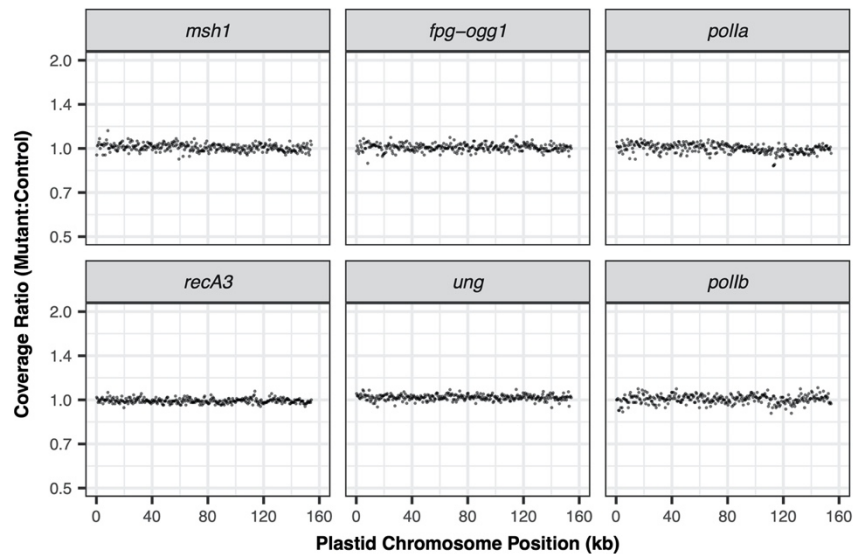 msh1
fpg–ogg1
polIa
2.0
1.4
1.0
0.7
0.5
recA3
ung
polIb
2.0
1.4
1.0
0.7
0.5
0 40 80 120 160
0 40 80 120 160
0 40 80 120 160
Coverage Ratio (Mutant:Control)
Plastid Chromosome Position (kb)